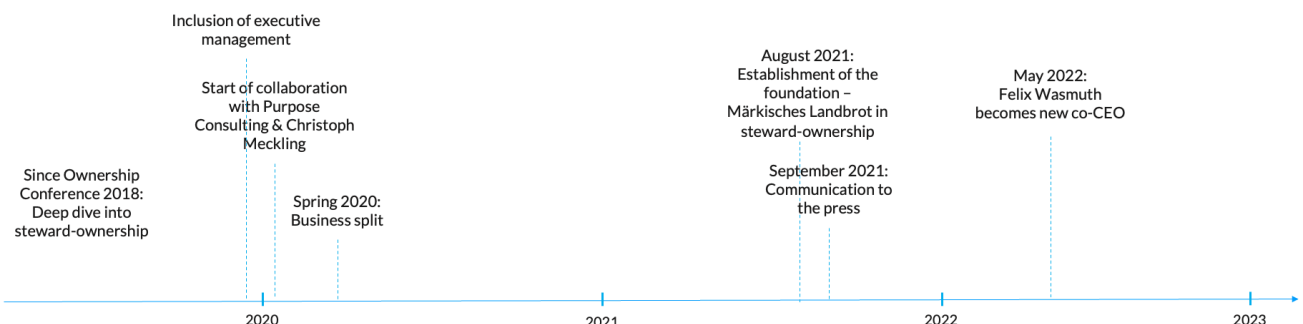 Inclusion of executive
management
Start of collaboration
with Purpose
Consulting & Christoph
Meckling
Since Ownership
Conference 2018:
Deep dive into
steward-ownership
Spring 2020:
Business split
August 2021:
Establishment of the
foundation –
Märkisches Landbrot in
steward-ownership
September 2021:
Communication to
the press
May 2022:
Felix Wasmuth
becomes new co-CEO
2020
2021
2022
2023